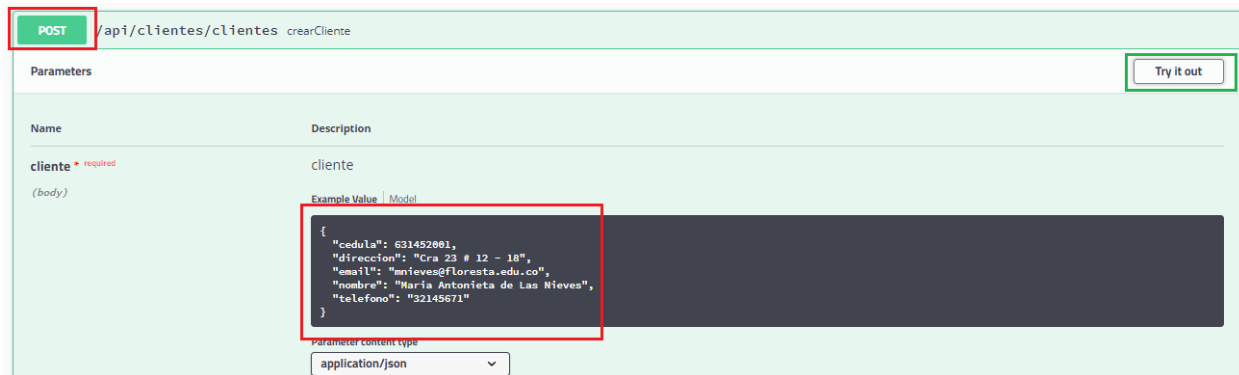 POST /api/clientes/clientes crearCliente
Parameters
Try it out
Name Description
cliente * required cliente
(body)
Example Value | Model
{
"cedula": 631452001,
"direccion": "Cra 23 # 12 - 18",
"email": "mnieves@floresta.edu.co",
"nombre": "Maria Antonieta de Las Nieves",
"telefono": "32145671"
}
Parameter content type
application/json